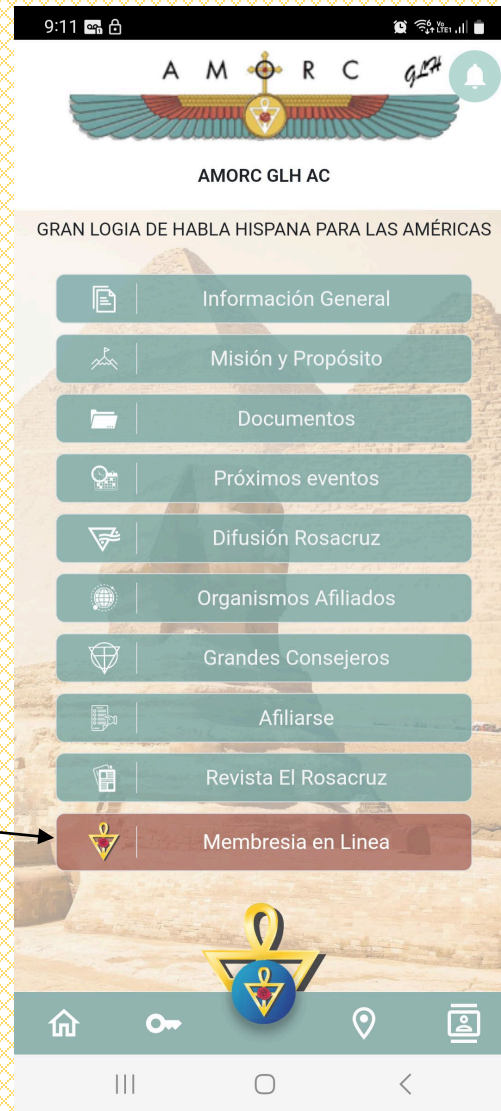 9:11
A M R C GLH
AMORC GLH AC
GRAN LOGIA DE HABLA HISPANA PARA LAS AMÉRICAS
Información General
Misión y Propósito
Documentos
Próximos eventos
Difusión Rosacruz
Organismos Afiliados
Grandes Consejeros
Afiliarse
Revista El Rosacruz
Membresia en Linea